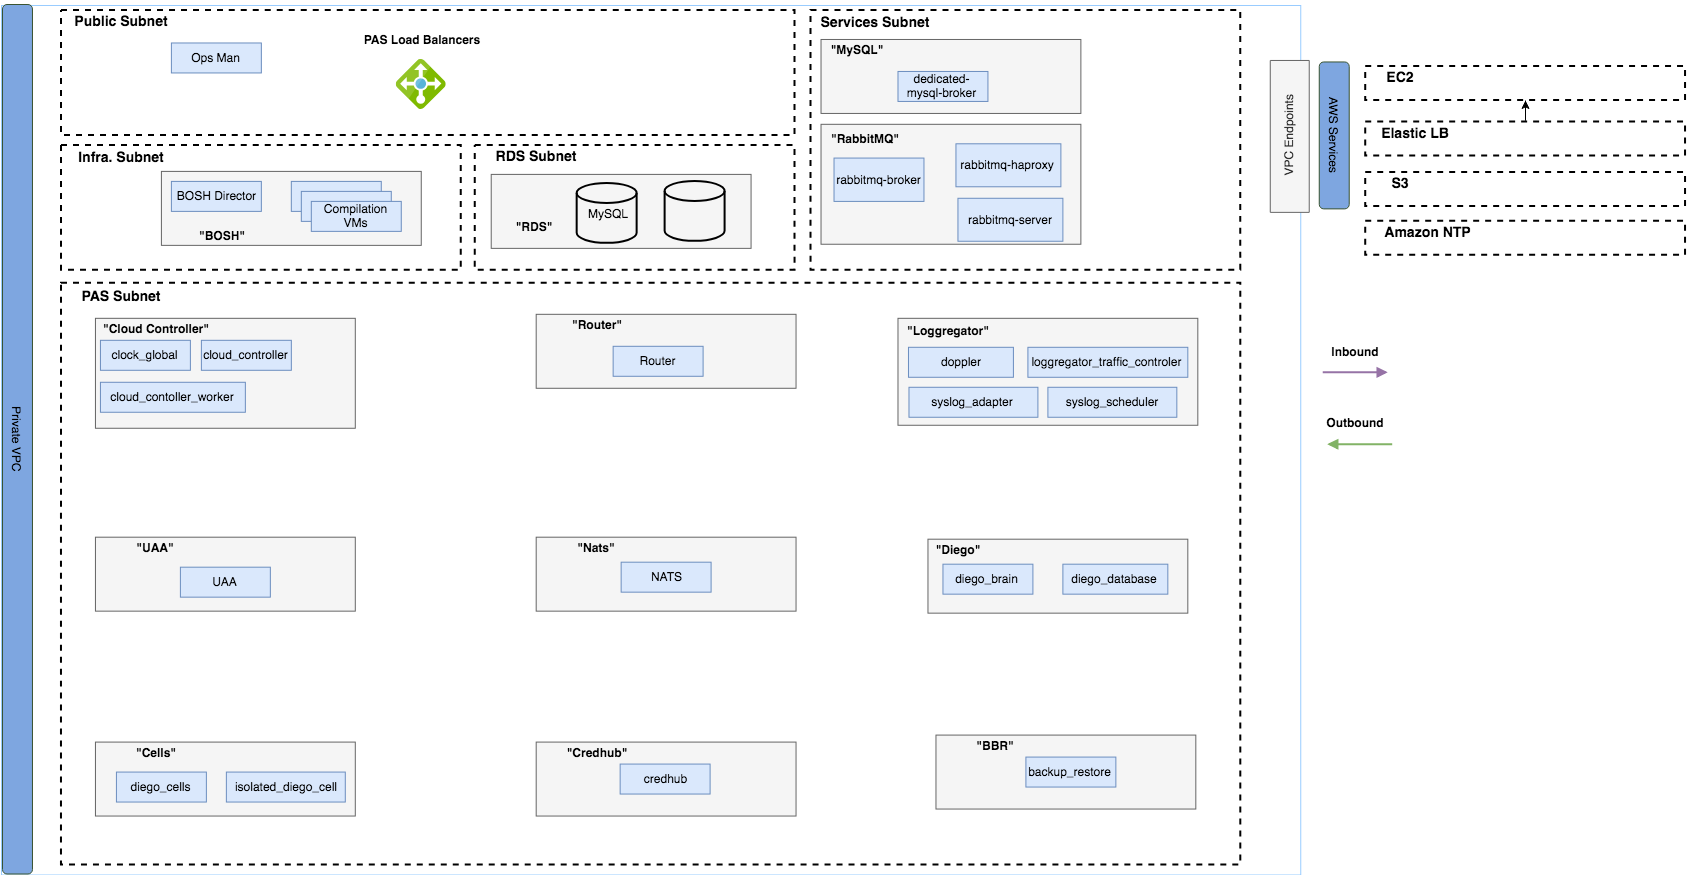 Private VPC
Public Subnet
Ops Man
PAS Load Balancers
Infra. Subnet
BOSH Director
Compilation
VMs
"BOSH"
RDS Subnet
MySQL
"RDS"
Services Subnet
"MySQL"
dedicated-
mysql-broker
"RabbitMQ"
rabbitmq-broker
rabbitmq-haproxy
rabbitmq-server
VPC Endpoints
AWS Services
EC2
Elastic LB
S3
Amazon NTP
Inbound
Outbound
PAS Subnet
"Cloud Controller"
clock_global
cloud_controller
cloud_contoller_worker
"Router"
Router
"Loggregator"
doppler
loggregator_traffic_controler
syslog_adapter
syslog_scheduler
"UAA"
UAA
"Nats"
NATS
"Diego"
diego_brain
diego_database
"Cells"
diego_cells
isolated_diego_cell
"Credhub"
credhub
"BBR"
backup_restore